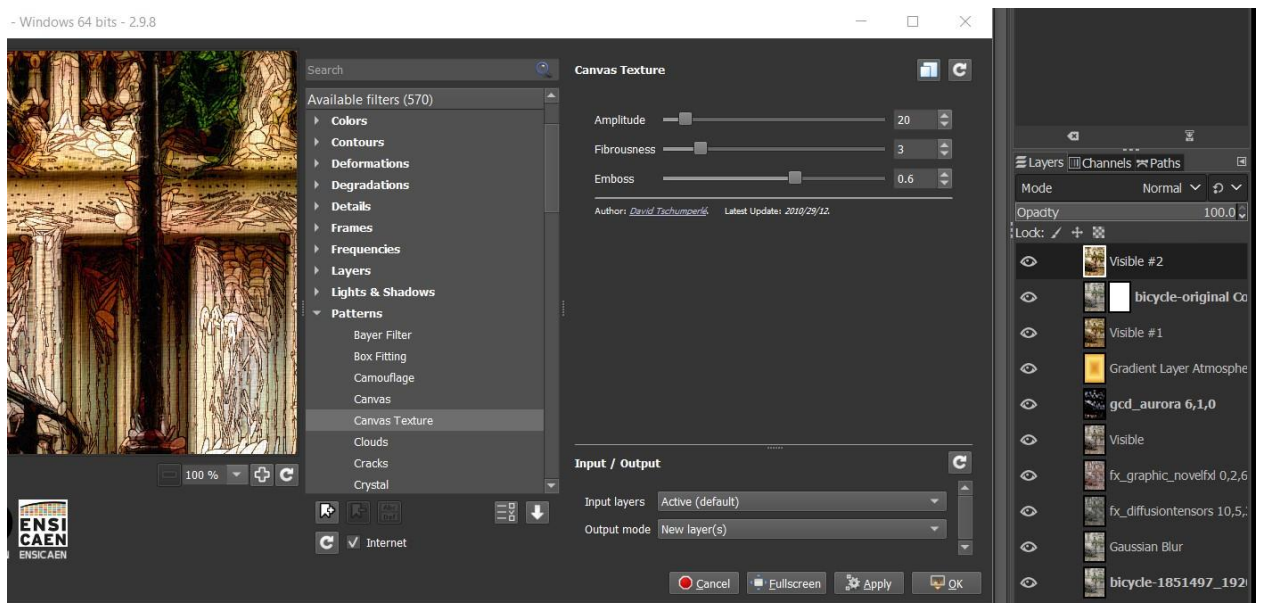 - Windows 64 bits - 2.9.8
Search
Available filters (570)
Colors
Contours
Deformations
Degradations
Details
Frames
Frequencies
Layers
Lights & Shadows
Patterns
Bayer Filter
Box Fitting
Camouflage
Canvas
Canvas Texture
Clouds
Cracks
Crystal
100 %
Internet
ENSI
CAEN
ENSICAEN
Canvas Texture
Amplitude 20
Fibrousness 3
Emboss 0.6
Author: David Tschumperlé. Latest Update: 2010/29/12.
Input / Output
Input layers Active (default)
Output mode New layer(s)
Cancel Fullscreen Apply OK
Layers Channels Paths
Mode Normal
Opacity 100.0
Lock:
Visible #2
bicycle-original Co
Visible #1
Gradient Layer Atmosphe
gcd_aurora 6,1,0
Visible
fx_graphic_novelfxl 0,2,6
fx_diffusiontensors 10,5,
Gaussian Blur
bicycle-1851497_192